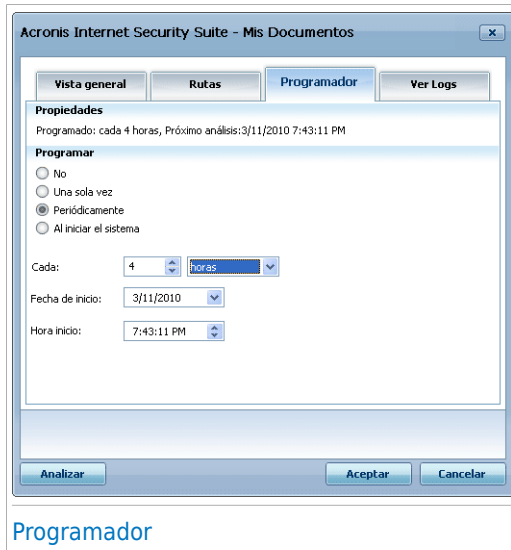 Acronis Internet Security Suite - Mis Documentos
Vista general Rutas Programador Ver Logs
Propiedades
Programado: cada 4 horas, Próximo análisis:3/11/2010 7:43:11 PM
Programar
No
Una sola vez
Periódicamente
Al iniciar el sistema
Cada: 4 horas
Fecha de inicio: 3/11/2010
Hora inicio: 7:43:11 PM
Analizar Aceptar Cancelar
Programador